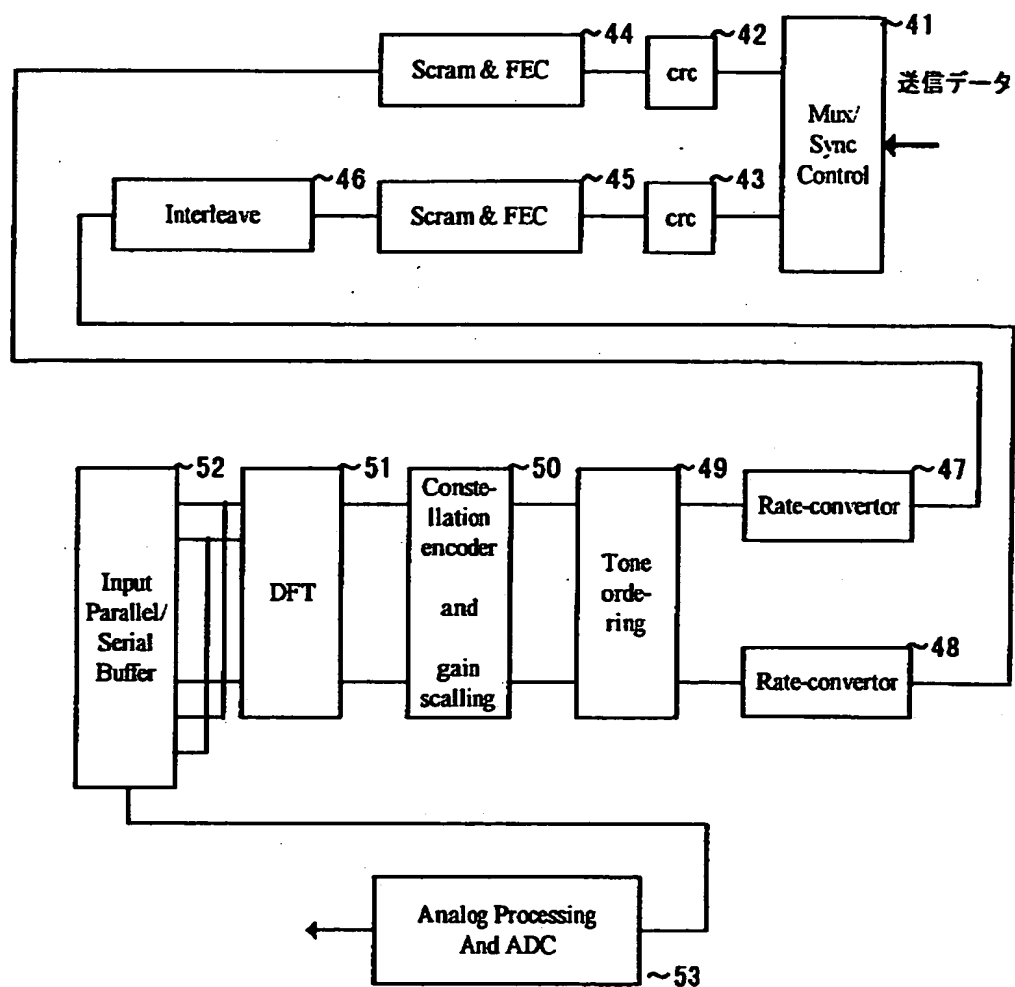 44
Scram & FEC
42
crc
41
送信データ
Mux/
Sync
Control
46
Interleave
45
Scram & FEC
43
crc
52
Input
Parallel/
Serial
Buffer
51
DFT
50
Conste-
llation
encoder
and
gain
scalling
49
Tone
orde-
ring
47
Rate-convertor
48
Rate-convertor
Analog Processing
And ADC
53